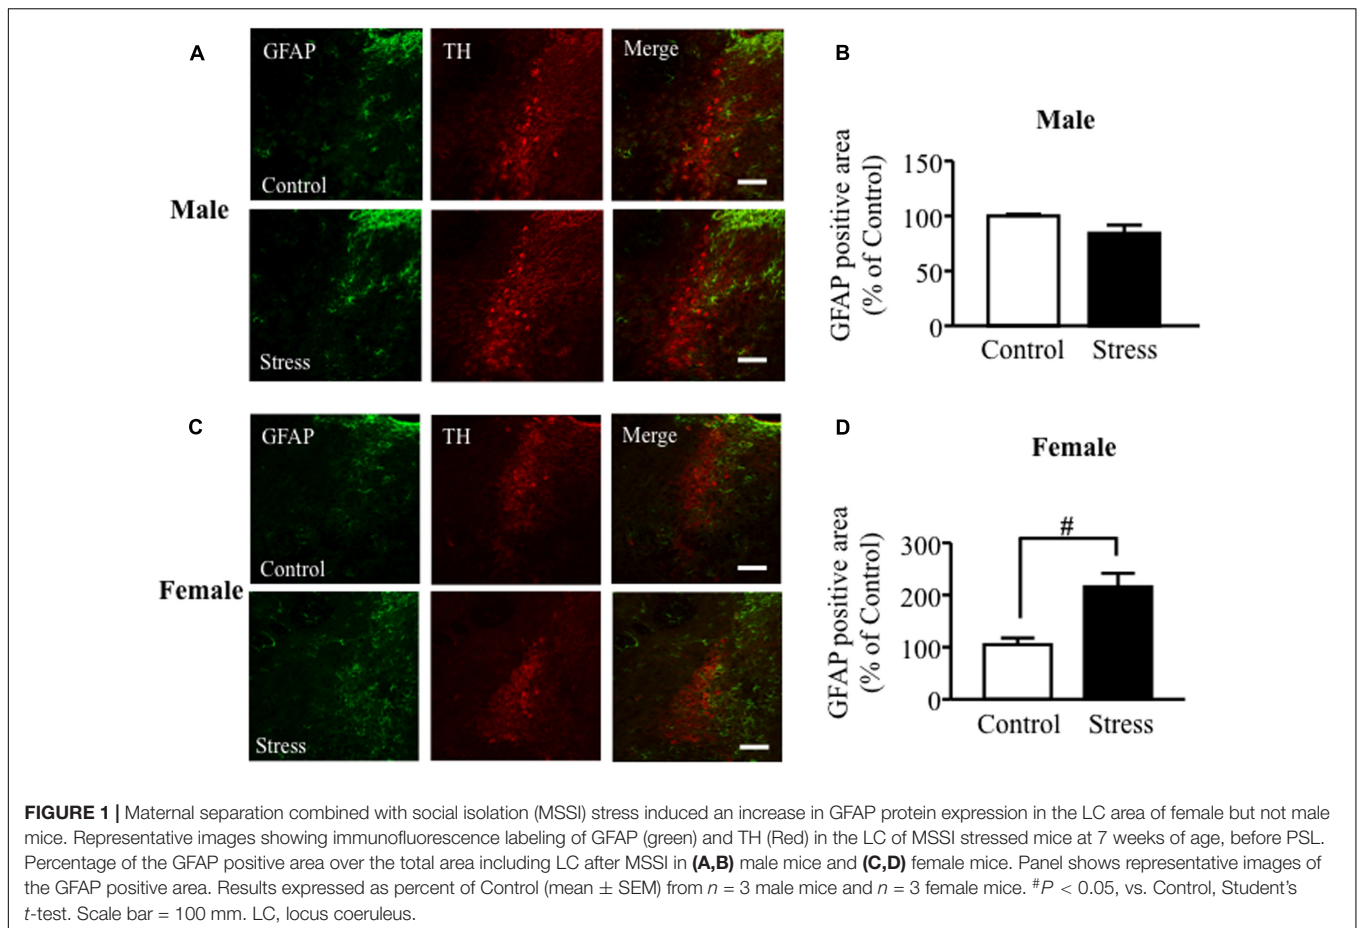 A
GFAP
TH
Merge
Control
Male
Stress
B
Male
GFAP positive area
(% of Control)
150
100
50
0
Control
Stress
C
GFAP
TH
Merge
Control
Female
Stress
D
Female
#
GFAP positive area
(% of Control)
300
200
100
0
Control
Stress
FIGURE 1 | Maternal separation combined with social isolation (MSSI) stress induced an increase in GFAP protein expression in the LC area of female but not male
mice. Representative images showing immunofluorescence labeling of GFAP (green) and TH (Red) in the LC of MSSI stressed mice at 7 weeks of age, before PSL.
Percentage of the GFAP positive area over the total area including LC after MSSI in (A,B) male mice and (C,D) female mice. Panel shows representative images of
the GFAP positive area. Results expressed as percent of Control (mean ± SEM) from n = 3 male mice and n = 3 female mice. #P < 0.05, vs. Control, Student's
t-test. Scale bar = 100 mm. LC, locus coeruleus.